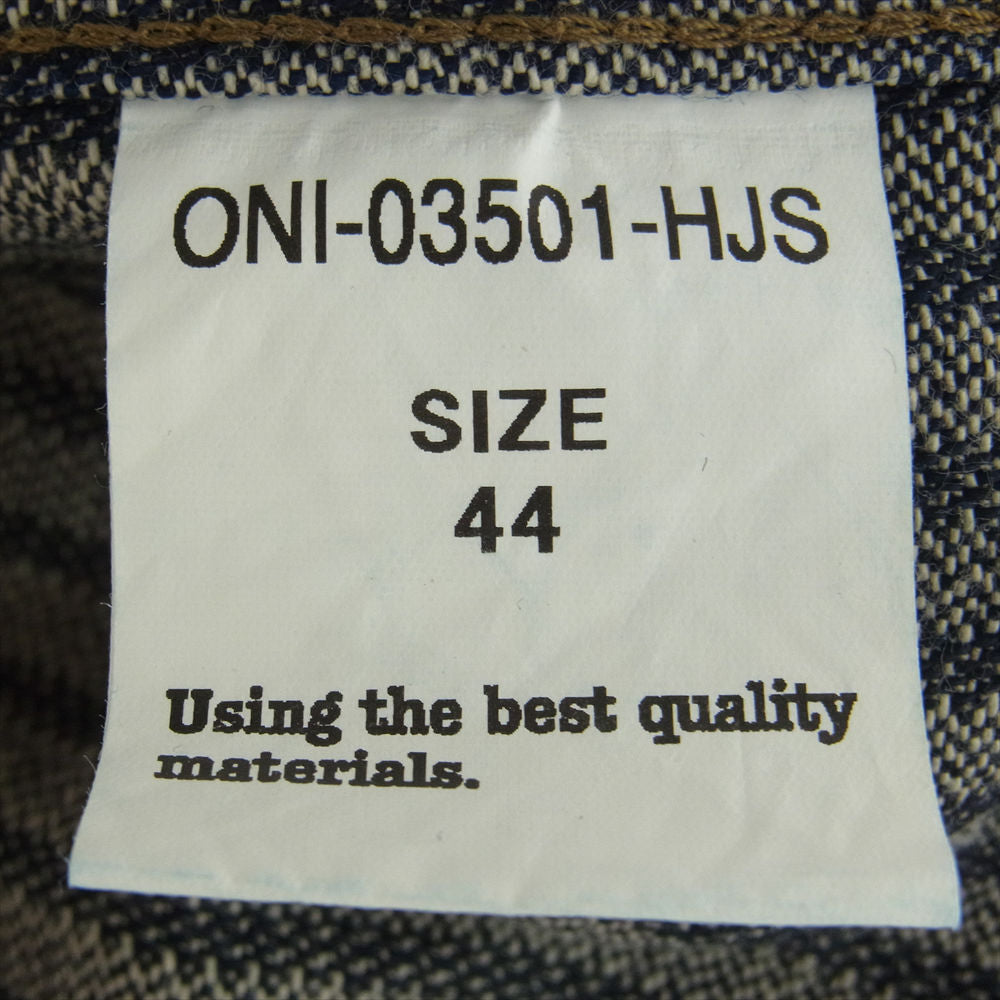 ONI-03501-HJS
SIZE
44
Using the best quality
materials.